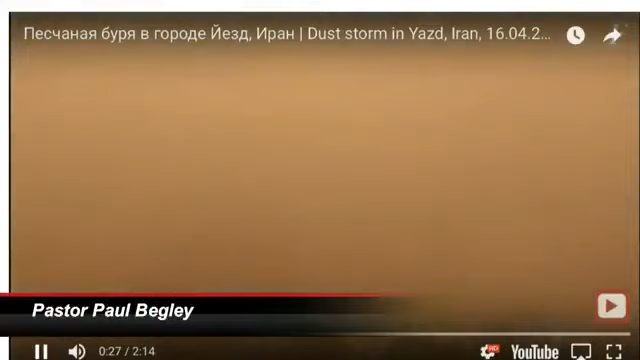 Песчаная буря в городе Йезд, Иран | Dust storm in Yazd, Iran, 16.04.2...
Pastor Paul Begley
0:27 / 2:14
HD
YouTube